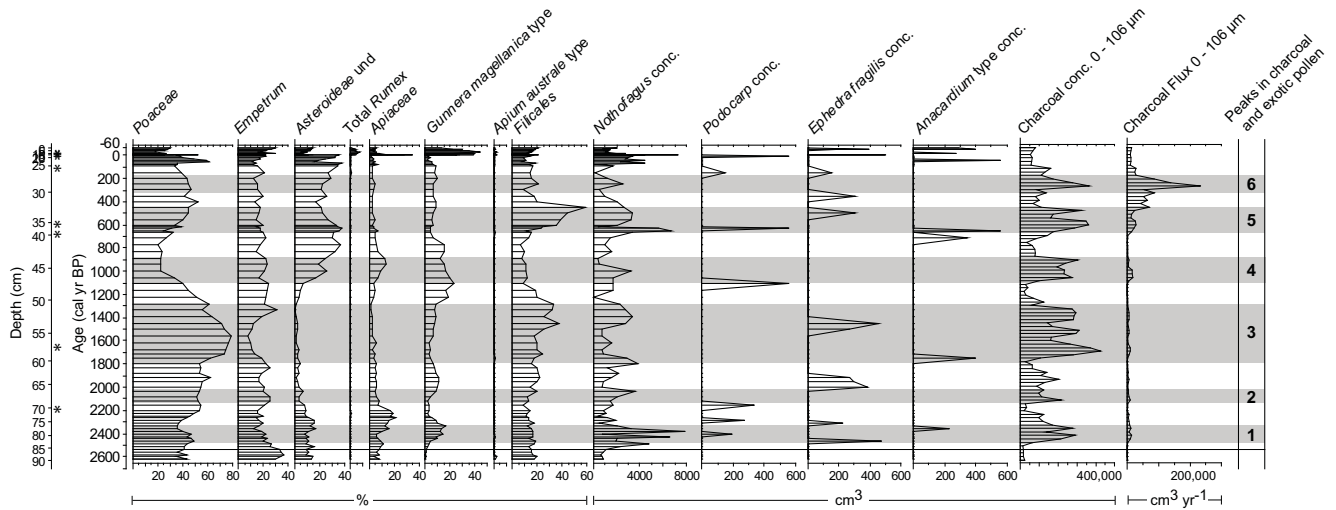 Poaceae
Empetrum
Asteroideae und
Total Rumex
Apiaceae
Gunnera magellanica type
Apium australe type
Filicales
Nothofagus conc.
Podocarp conc.
Ephedra fragilis conc.
Anacardium type conc.
Charcoal conc. 0 - 106 µm
Charcoal Flux 0 - 106 µm
Peaks in charcoal
and exotic pollen
Depth (cm)
25
30
35
40
45
50
55
60
65
70
75
80
85
90
*
*
*
*
*
Age (cal yr BP)
-60
0
200
400
600
800
1000
1200
1400
1600
1800
2000
2200
2400
2600
6
5
4
3
2
1
20 40 60 80 20 40 20 40 20 40 20 40 20 40 60 4000 8000 200 400 600 200 400 600 200 400 600 400,000 200,000
%
cm3
cm3 yr-1